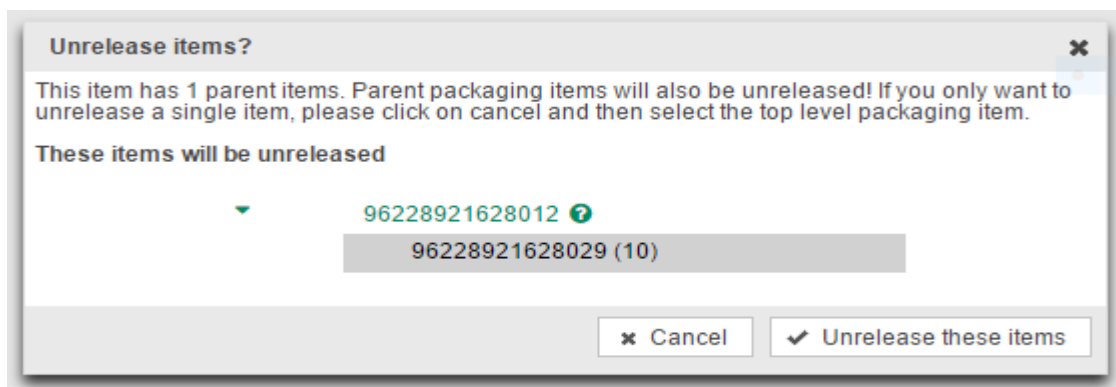 Unrelease items?
This item has 1 parent items. Parent packaging items will also be unreleased! If you only want to
unrelease a single item, please click on cancel and then select the top level packaging item.
These items will be unreleased
96228921628012
96228921628029 (10)
Cancel
Unrelease these items